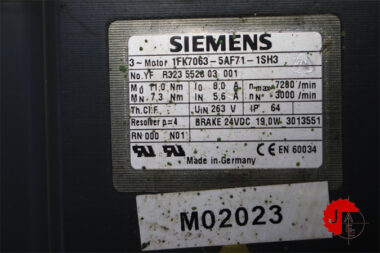 SIEMENS
3~ Motor 1FK7063-5AF71-1SH3
No. YF R323 5526 03 001
M₀ 11,0 Nm I₀ 8,0 A nmax 7280 /min
MN 7,3 Nm IN 5,6 A nN 3000 /min
Th.Cl.F UIN 263 V IP 64
Resolver p=4 BRAKE 24VDC 19,0W 3013551
RN 000 N01
Made in Germany CE EN 60034
M02023